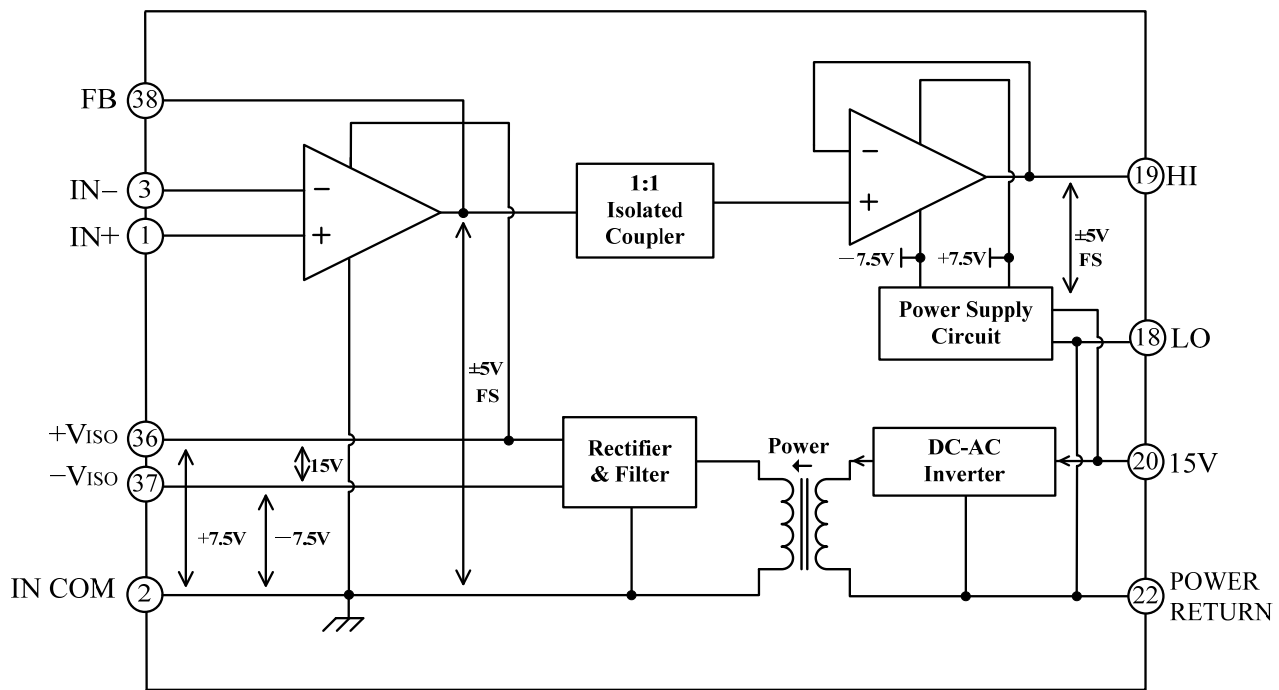 FB
38
IN−
3
IN+
1
−
+
1:1
Isolated
Coupler
−
+
19
HI
±5V
FS
−7.5V
+7.5V
Power Supply
Circuit
18
LO
±5V
FS
+VISO
36
−VISO
37
15V
+7.5V
−7.5V
Rectifier
& Filter
Power
DC-AC
Inverter
20
15V
IN COM
2
22
POWER
RETURN